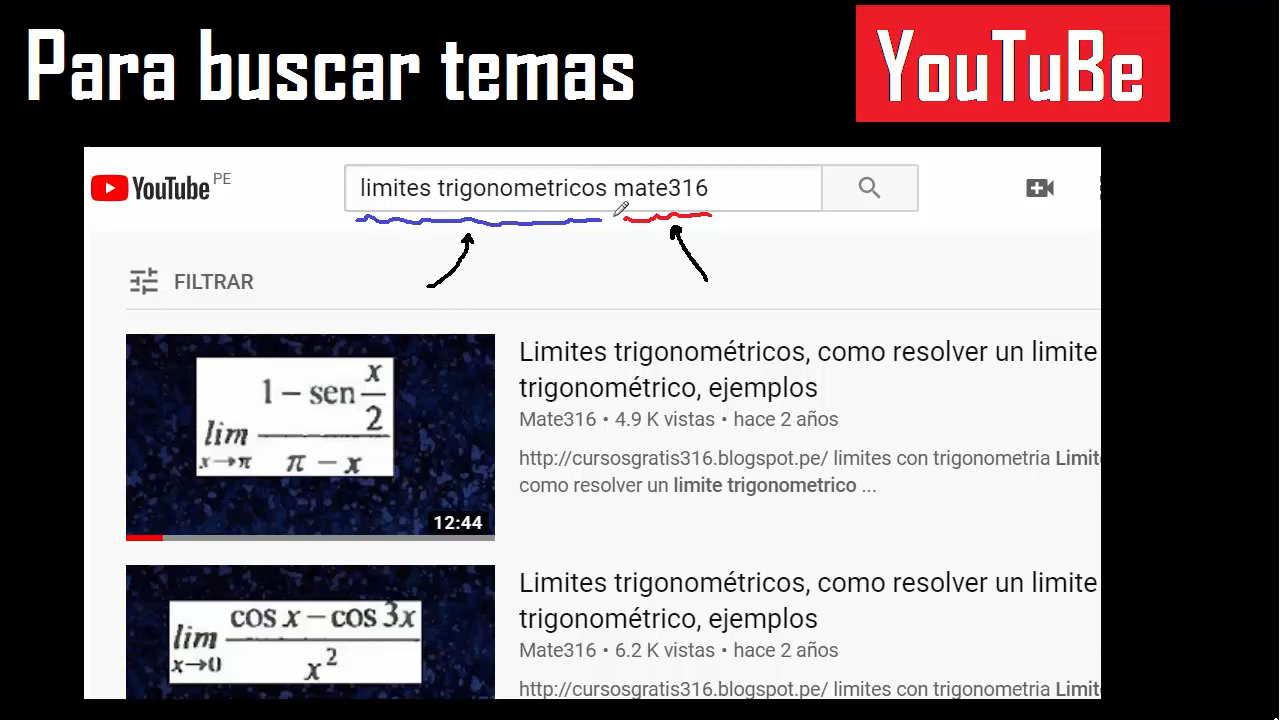 Para buscar temas
YouTuBe
YouTube PE
limites trigonometricos mate316
FILTRAR
1 – sen x/2
lim
x→π
π – x
12:44
Limites trigonométricos, como resolver un limite
trigonométrico, ejemplos
Mate316 • 4.9 K vistas • hace 2 años
http://cursosgratis316.blogspot.pe/ limites con trigonometria Limit
como resolver un limite trigonometrico ...
cos x – cos 3x
lim
x→0
x²
Limites trigonométricos, como resolver un limite
trigonométrico, ejemplos
Mate316 • 6.2 K vistas • hace 2 años
http://cursosgratis316.blogspot.pe/ limites con trigonometria Limit